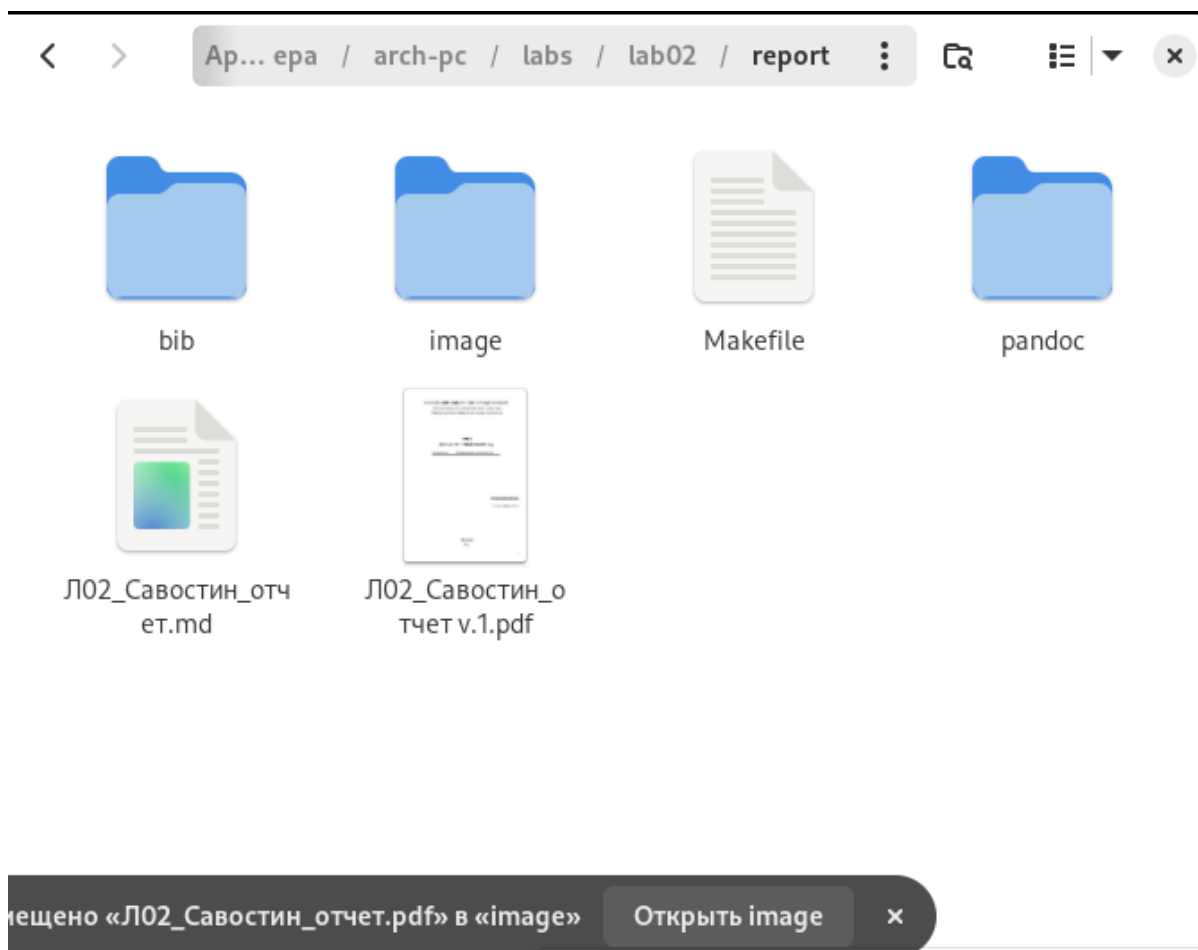 Ар... ера / arch-pc / labs / lab02 / report
bib
image
Makefile
pandoc
Л02_Савостин_отч
ет.md
Л02_Савостин_о
тчет v.1.pdf
«Л02_Савостин_отчет.pdf» в «image»
Открыть image